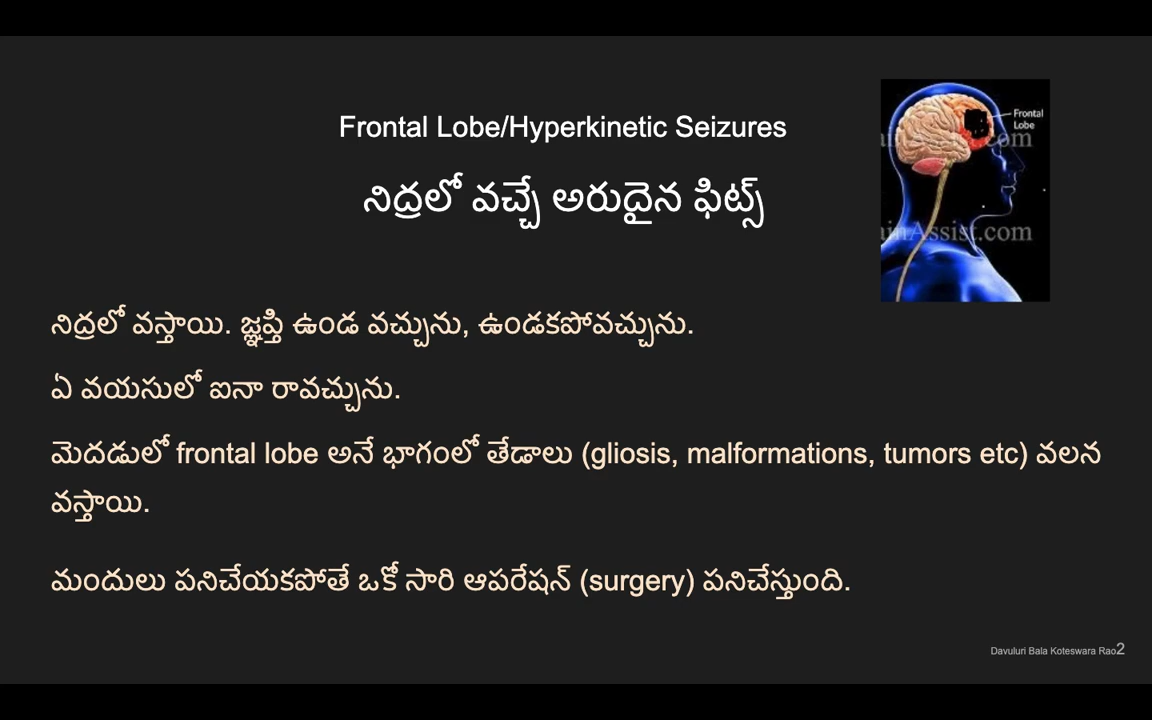 Frontal Lobe/Hyperkinetic Seizures
నిద్రలో వచ్చే అరుదైన ఫిట్స్
Frontal
Lobe
ainAssist.com
నిద్రలో వస్తాయి. జ్ఞప్తి ఉండ వచ్చును, ఉండకపోవచ్చును.
ఏ వయసులో ఐనా రావచ్చును.
మెదడులో frontal lobe అనే భాగంలో తేడాలు (gliosis, malformations, tumors etc) వలన
వస్తాయి.
మందులు పనిచేయకపోతే ఒకో సారి ఆపరేషన్ (surgery) పనిచేస్తుంది.
Davuluri Bala Koteswara Rao2